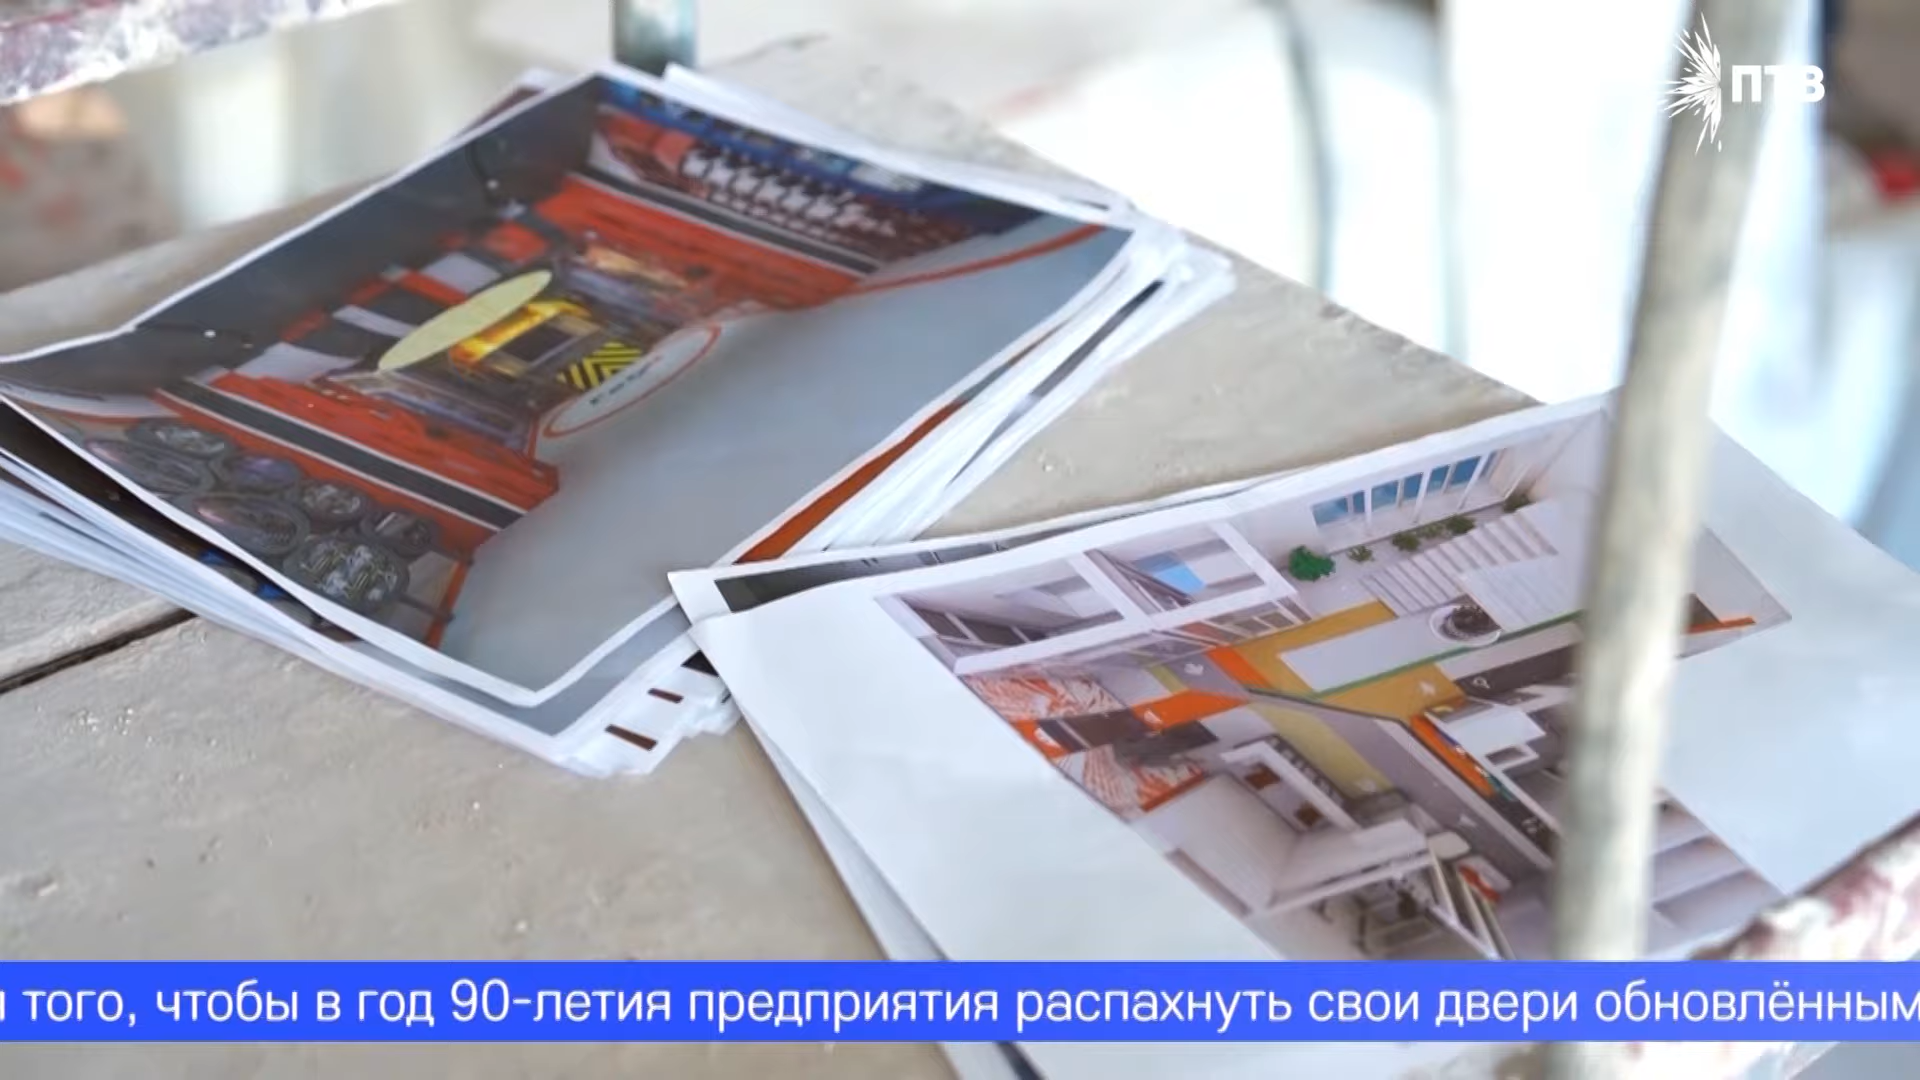 ПТВ
того, чтобы в год 90-летия предприятия распахнуть свои двери обновлённым